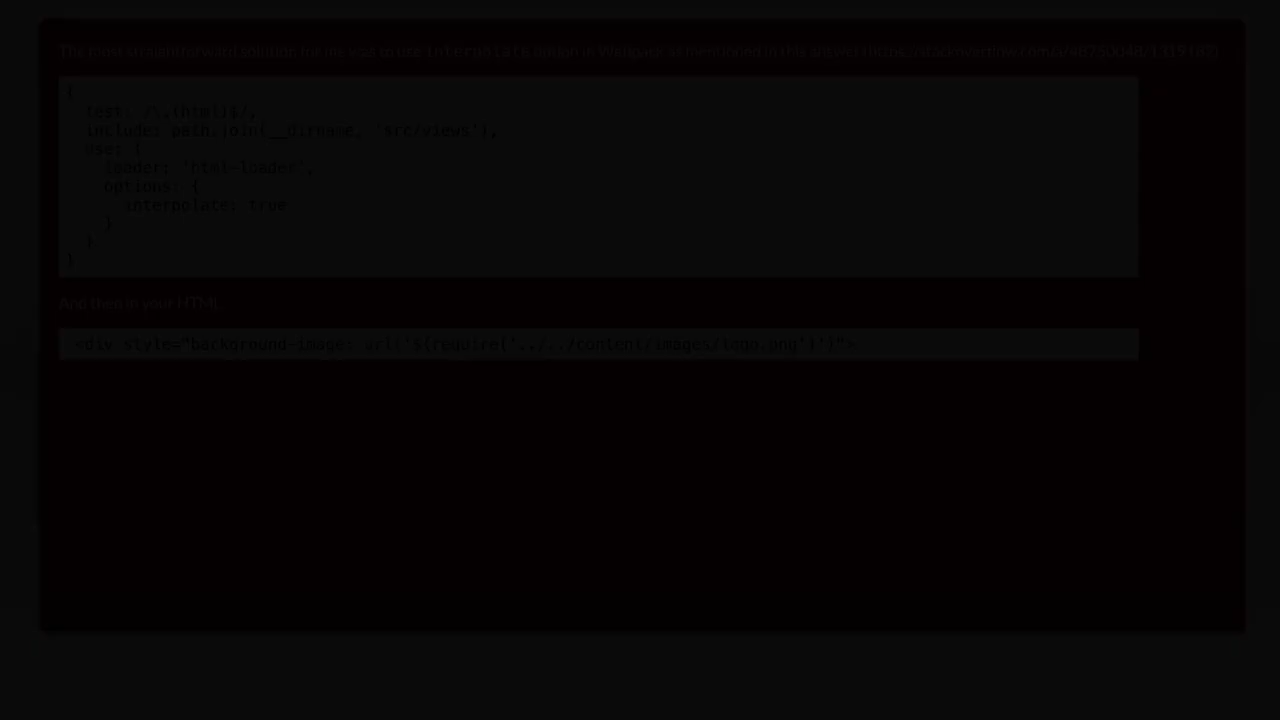 The most straightforward solution for me was to use interpolate option in Webpack as mentioned in this answer (https://stackoverflow.com/a/48750048/1319182)
{
  test: /\.(html)$/,
  include: path.join(__dirname, 'src/views'),
  use: {
    loader: 'html-loader',
    options: {
      interpolate: true
    }
  }
}
And then in your HTML
<div style="background-image: url('${require('../../content/images/logo.png')}')">